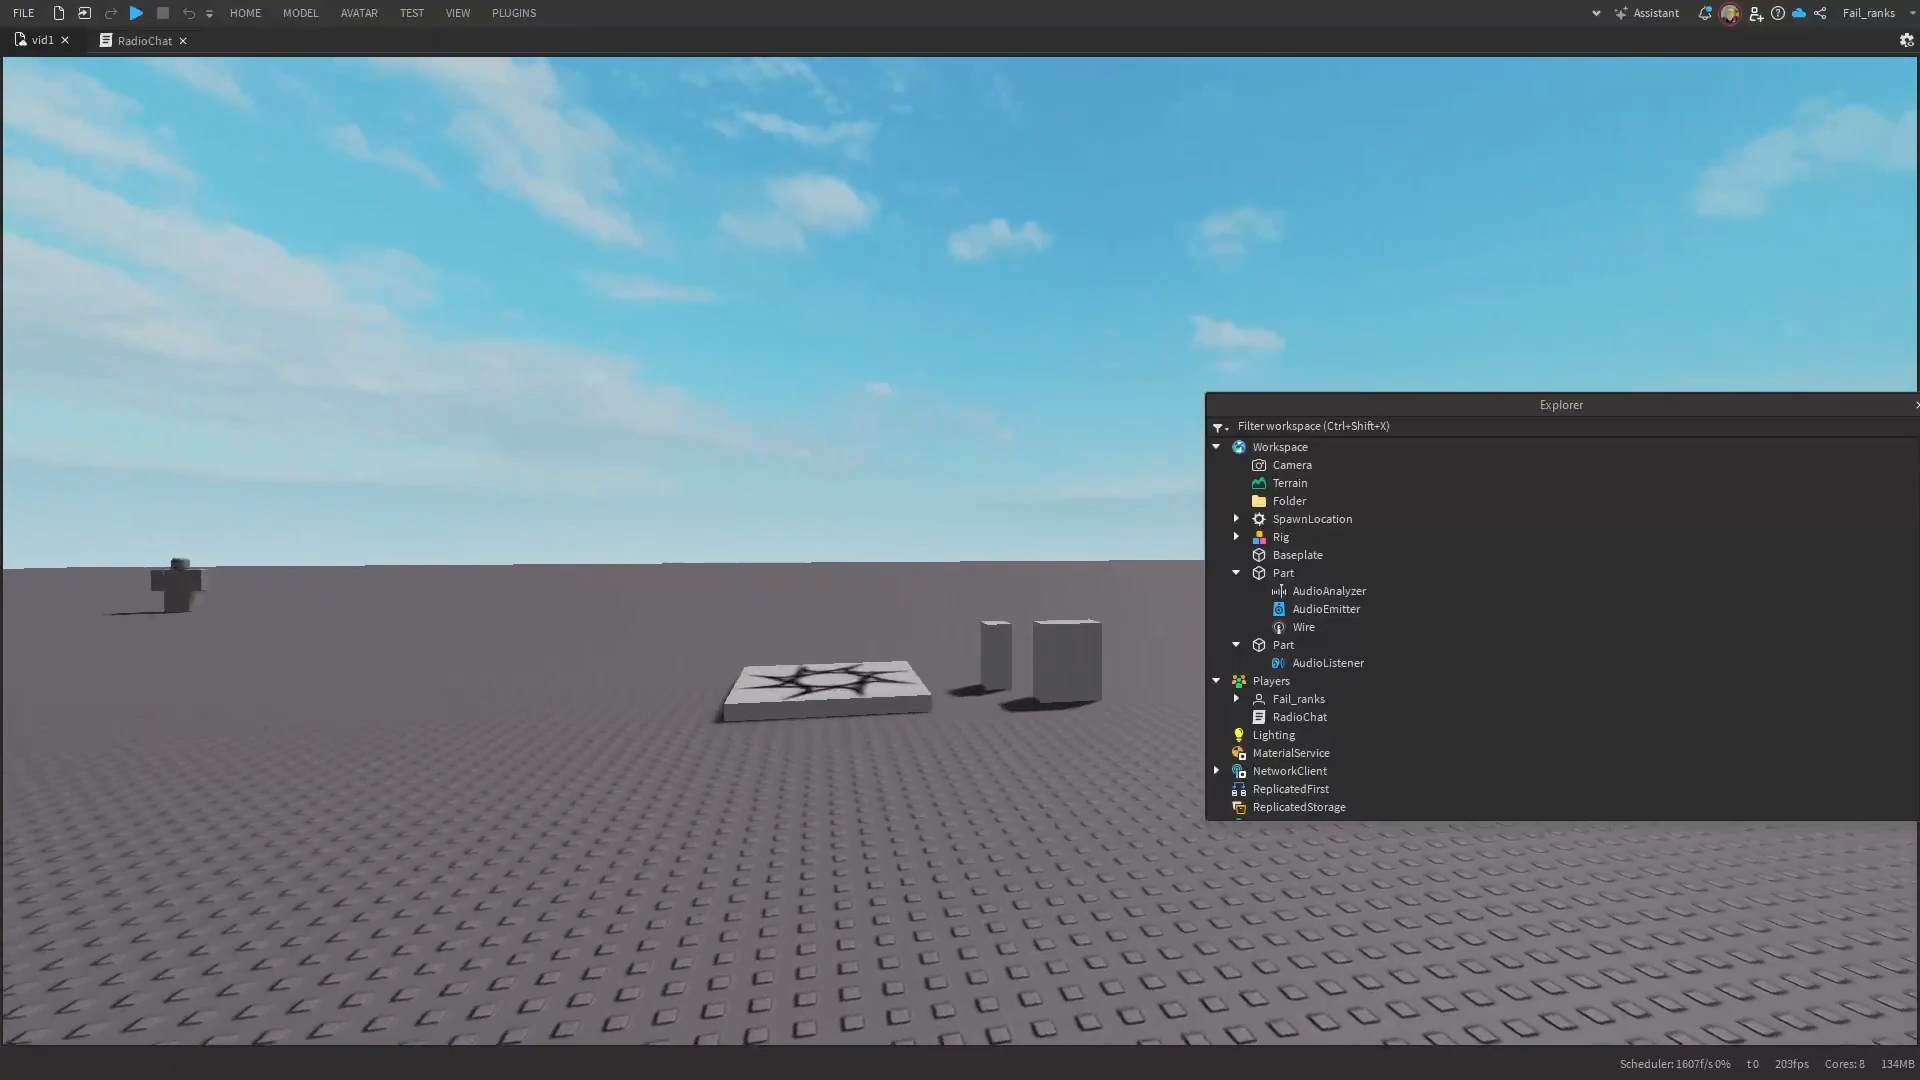 FILE HOME MODEL AVATAR TEST VIEW PLUGINS Assistant Fail_ranks
vid1 RadioChat
Explorer
Filter workspace (Ctrl+Shift+X)
Workspace
Camera
Terrain
Folder
SpawnLocation
Rig
Baseplate
Part
AudioAnalyzer
AudioEmitter
Wire
Part
AudioListener
Players
Fail_ranks
RadioChat
Lighting
MaterialService
NetworkClient
ReplicatedFirst
ReplicatedStorage
Scheduler: 1607f/s 0% t 0 203fps Cores: 8 134MB